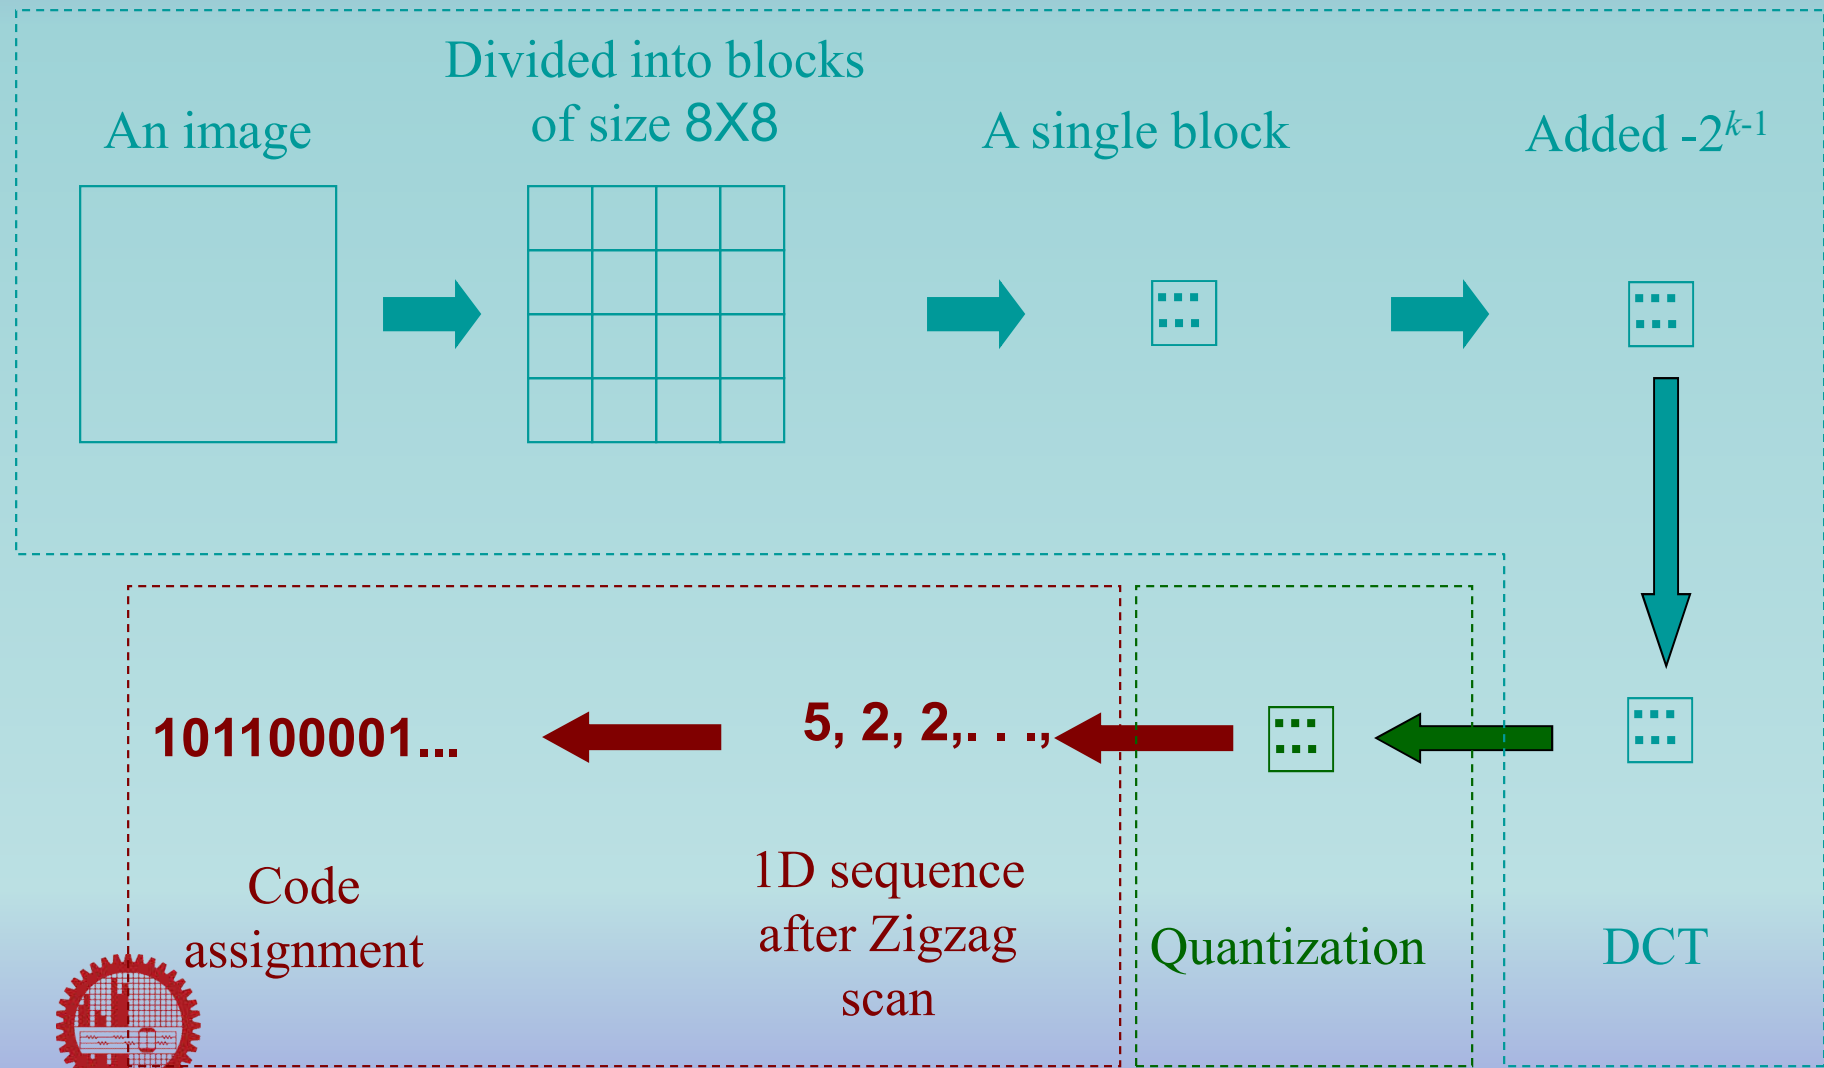 An image
Divided into blocks
of size 8X8
A single block
Added -2^{k-1}
101100001...
5, 2, 2,. . .,
Code
assignment
1D sequence
after Zigzag
scan
Quantization
DCT